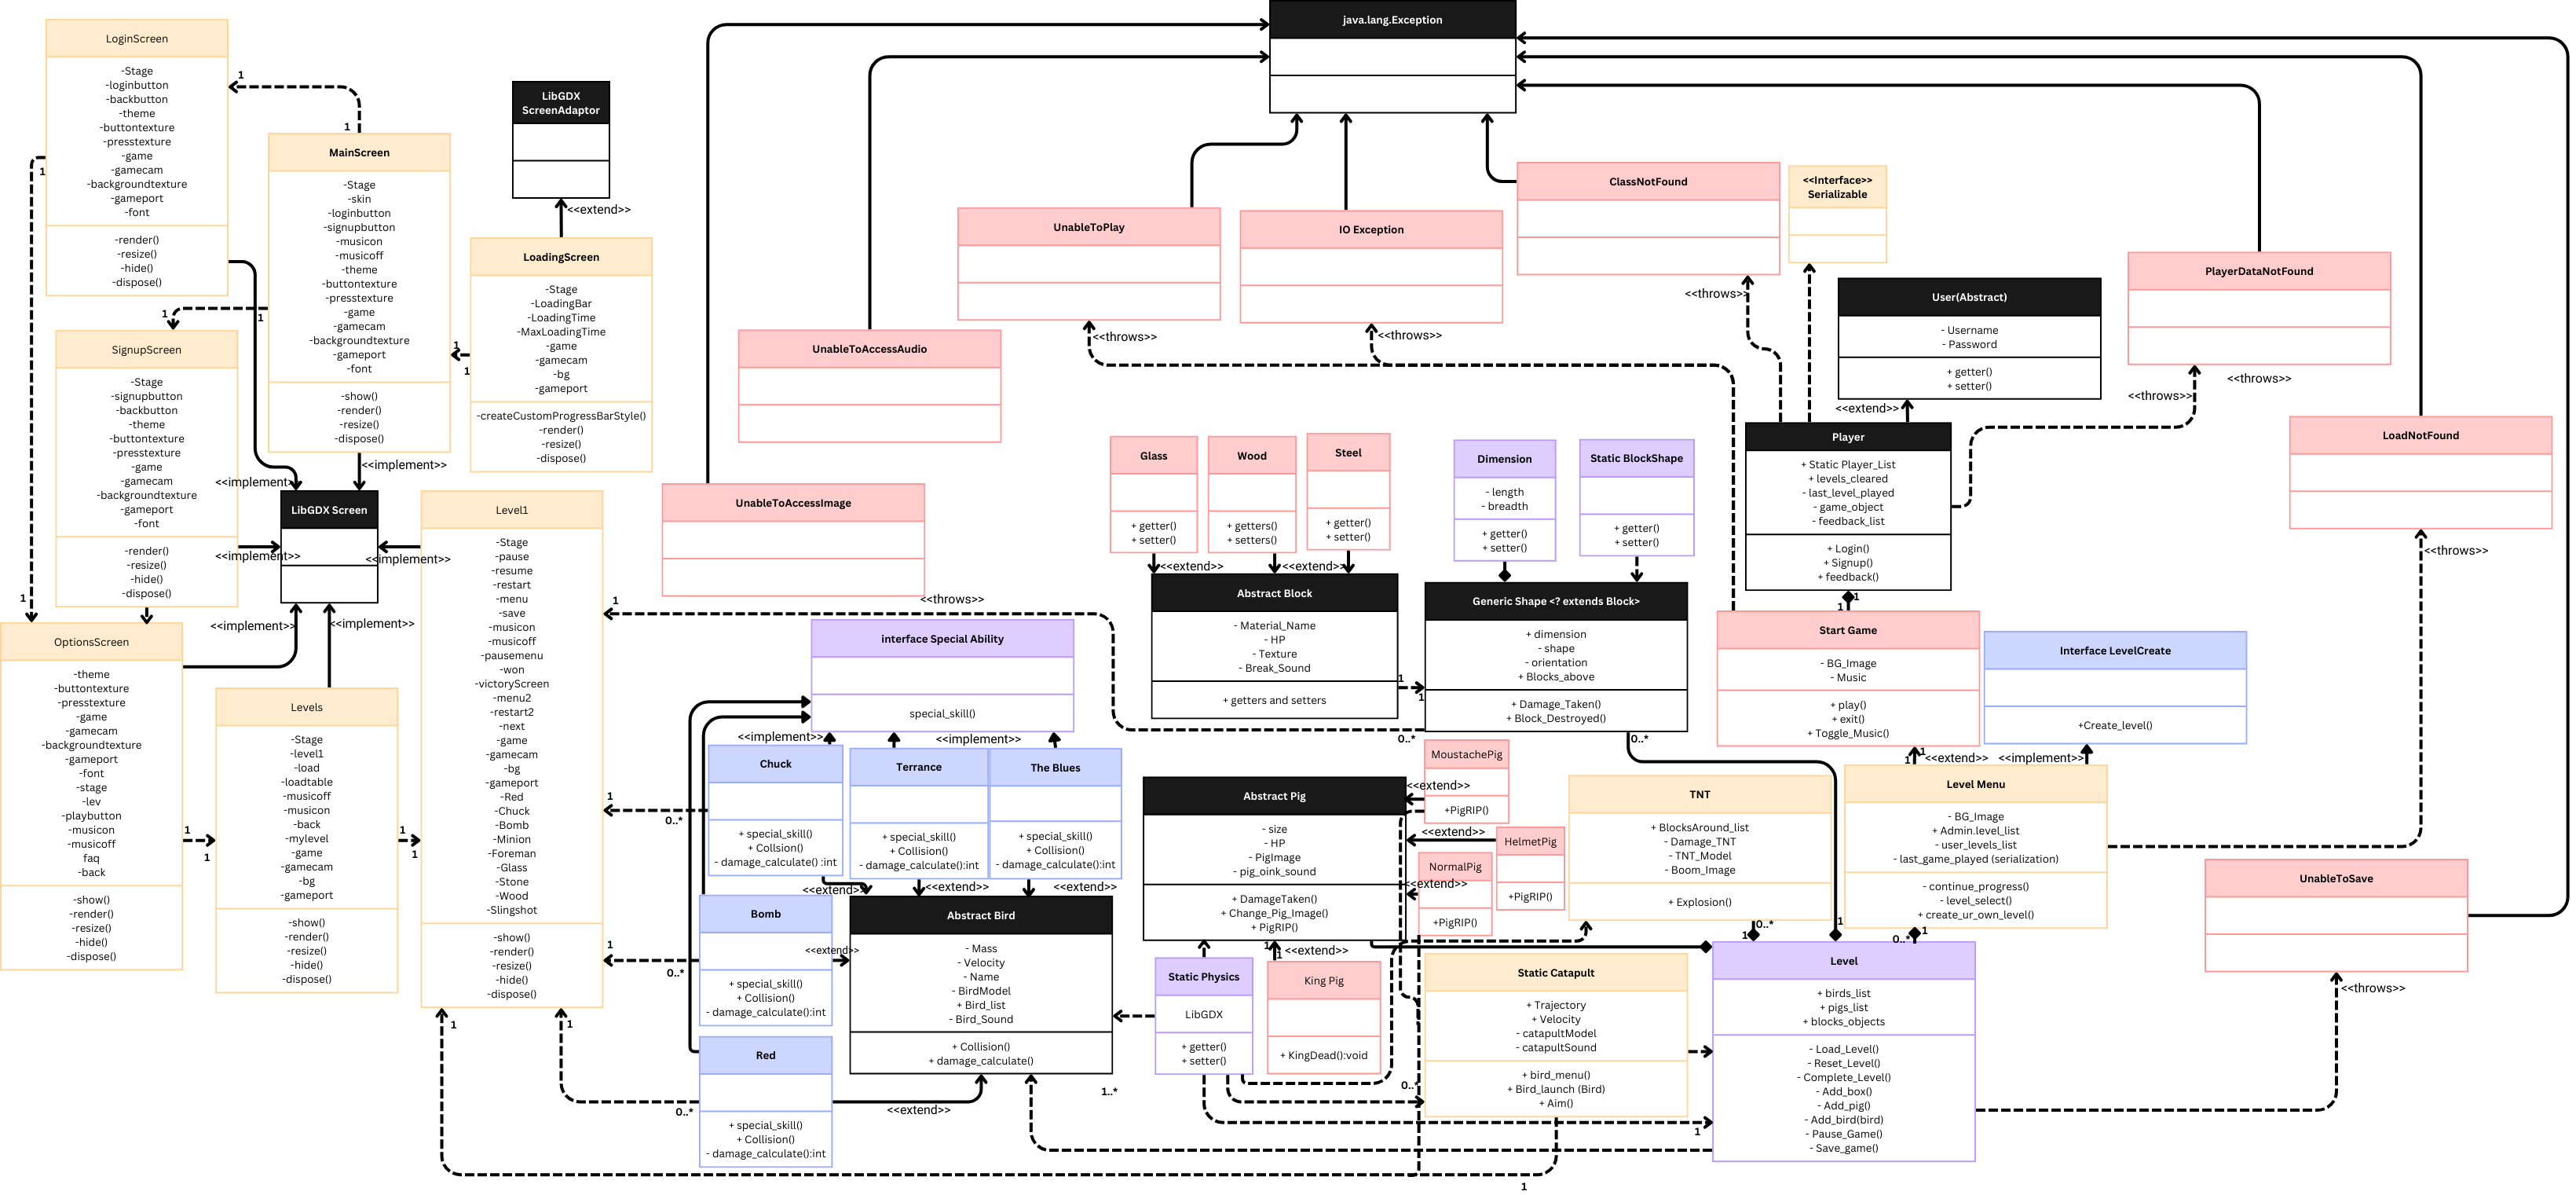 LoginScreen
-Stage
-loginbutton
-backbutton
-theme
-buttontexture
-presstexture
-game
-gamecam
-backgroundtexture
-gameport
-font
-render()
-resize()
-hide()
-dispose()
1
1
1
1
MainScreen
-Stage
-skin
-loginbutton
-signupbutton
-musicon
-musicoff
-theme
-buttontexture
-presstexture
-game
-gamecam
-backgroundtexture
-gameport
-font
-show()
-render()
-resize()
-dispose()
1
1
<<implement>>
LibGDX
ScreenAdaptor
<<extend>>
LoadingScreen
-Stage
-LoadingBar
-LoadingTime
-MaxLoadingTime
-game
-gamecam
-bg
-gameport
-createCustomProgressBarStyle()
-render()
-resize()
-dispose()
1
1
SignupScreen
-Stage
-signupbutton
-backbutton
-theme
-buttontexture
-presstexture
-game
-gamecam
-backgroundtexture
-gameport
-font
-render()
-resize()
-hide()
-dispose()
<<implement>>
<<implement>>
LibGDX Screen
<<implement>>
<<implement>>
<<implement>>
OptionsScreen
-theme
-buttontexture
-presstexture
-game
-gamecam
-backgroundtexture
-gameport
-font
-stage
-lev
-playbutton
-musicon
-musicoff
faq
-back
-show()
-render()
-resize()
-hide()
-dispose()
1
1
Levels
-Stage
-level1
-load
-loadtable
-musicoff
-musicon
-back
-mylevel
-game
-gamecam
-bg
-gameport
-show()
-render()
-resize()
-hide()
-dispose()
1
1
Level1
-Stage
-pause
-resume
-restart
-menu
-save
-musicon
-musicoff
-pausemenu
-won
-victoryScreen
-menu2
-restart2
-next
-game
-gamecam
-bg
-gameport
-Red
-Chuck
-Bomb
-Minion
-Foreman
-Glass
-Stone
-Wood
-Slingshot
-show()
-render()
-resize()
-hide()
-dispose()
1
1
1
1
1
java.lang.Exception
UnableToAccessImage
<<throws>>
UnableToAccessAudio
UnableToPlay
<<throws>>
IO Exception
<<throws>>
ClassNotFound
<<throws>>
<<Interface>>
Serializable
User(Abstract)
- Username
- Password
+ getter()
+ setter()
<<extend>>
PlayerDataNotFound
<<throws>>
<<throws>>
LoadNotFound
<<throws>>
Player
+ Static Player_List
+ levels_cleared
- last_level_played
- game_object
- feedback_list
+ Login()
+ Signup()
+ feedback()
1
1
Glass
+ getter()
+ setter()
Wood
+ getters()
+ setters()
Steel
+ getter()
+ setter()
<<extend>>
<<extend>>
Dimension
- length
- breadth
+ getter()
+ setter()
Static BlockShape
+ getter()
+ setter()
Abstract Block
- Material_Name
- HP
- Texture
- Break_Sound
+ getters and setters
1
1
Generic Shape <? extends Block>
+ dimension
- shape
- orientation
+ Blocks_above
+ Damage_Taken()
+ Block_Destroyed()
0..*
0..*
Start Game
- BG_Image
- Music
+ play()
+ exit()
+ Toggle_Music()
1
1
<<extend>>
Interface LevelCreate
+Create_level()
<<implement>>
interface Special Ability
special_skill()
<<implement>>
<<implement>>
Chuck
+ special_skill()
+ Collsion()
- damage_calculate() :int
0..*
<<extend>>
Terrance
+ special_skill()
+ Collision()
- damage_calculate():int
<<extend>>
The Blues
+ special_skill()
+ Collision()
- damage_calculate():int
<<extend>>
Bomb
+ special_skill()
+ Collision()
- damage_calculate():int
0..*
<<extend>>
Red
+ special_skill()
+ Collision()
- damage_calculate():int
0..*
<<extend>>
Abstract Bird
- Mass
- Velocity
- Name
- BirdModel
+ Bird_list
- Bird_Sound
+ Collision()
+ damage_calculate()
1..*
Abstract Pig
- size
- HP
- PigImage
- pig_oink_sound
+ DamageTaken()
+ Change_Pig_Image()
+ PigRIP()
1
1
<<extend>>
MoustachePig
+PigRIP()
<<extend>>
HelmetPig
+PigRIP()
<<extend>>
NormalPig
+PigRIP()
<<extend>>
Static Physics
LibGDX
+ getter()
+ setter()
King Pig
+ KingDead():void
TNT
+ BlocksAround_list
- Damage_TNT
- TNT_Model
- Boom_Image
+ Explosion()
0..*
1
1
Level Menu
- BG_Image
+ Admin.level_list
- user_levels_list
- last_game_played (serialization)
- continue_progress()
- level_select()
+ create_ur_own_level()
0..*
1
Static Catapult
+ Trajectory
+ Velocity
- catapultModel
- catapultSound
+ bird_menu()
+ Bird_launch (Bird)
+ Aim()
0..*
1
1
Level
+ birds_list
+ pigs_list
+ blocks_objects
- Load_Level()
- Reset_Level()
- Complete_Level()
- Add_box()
- Add_pig()
- Add_bird(bird)
- Pause_Game()
- Save_game()
UnableToSave
<<throws>>